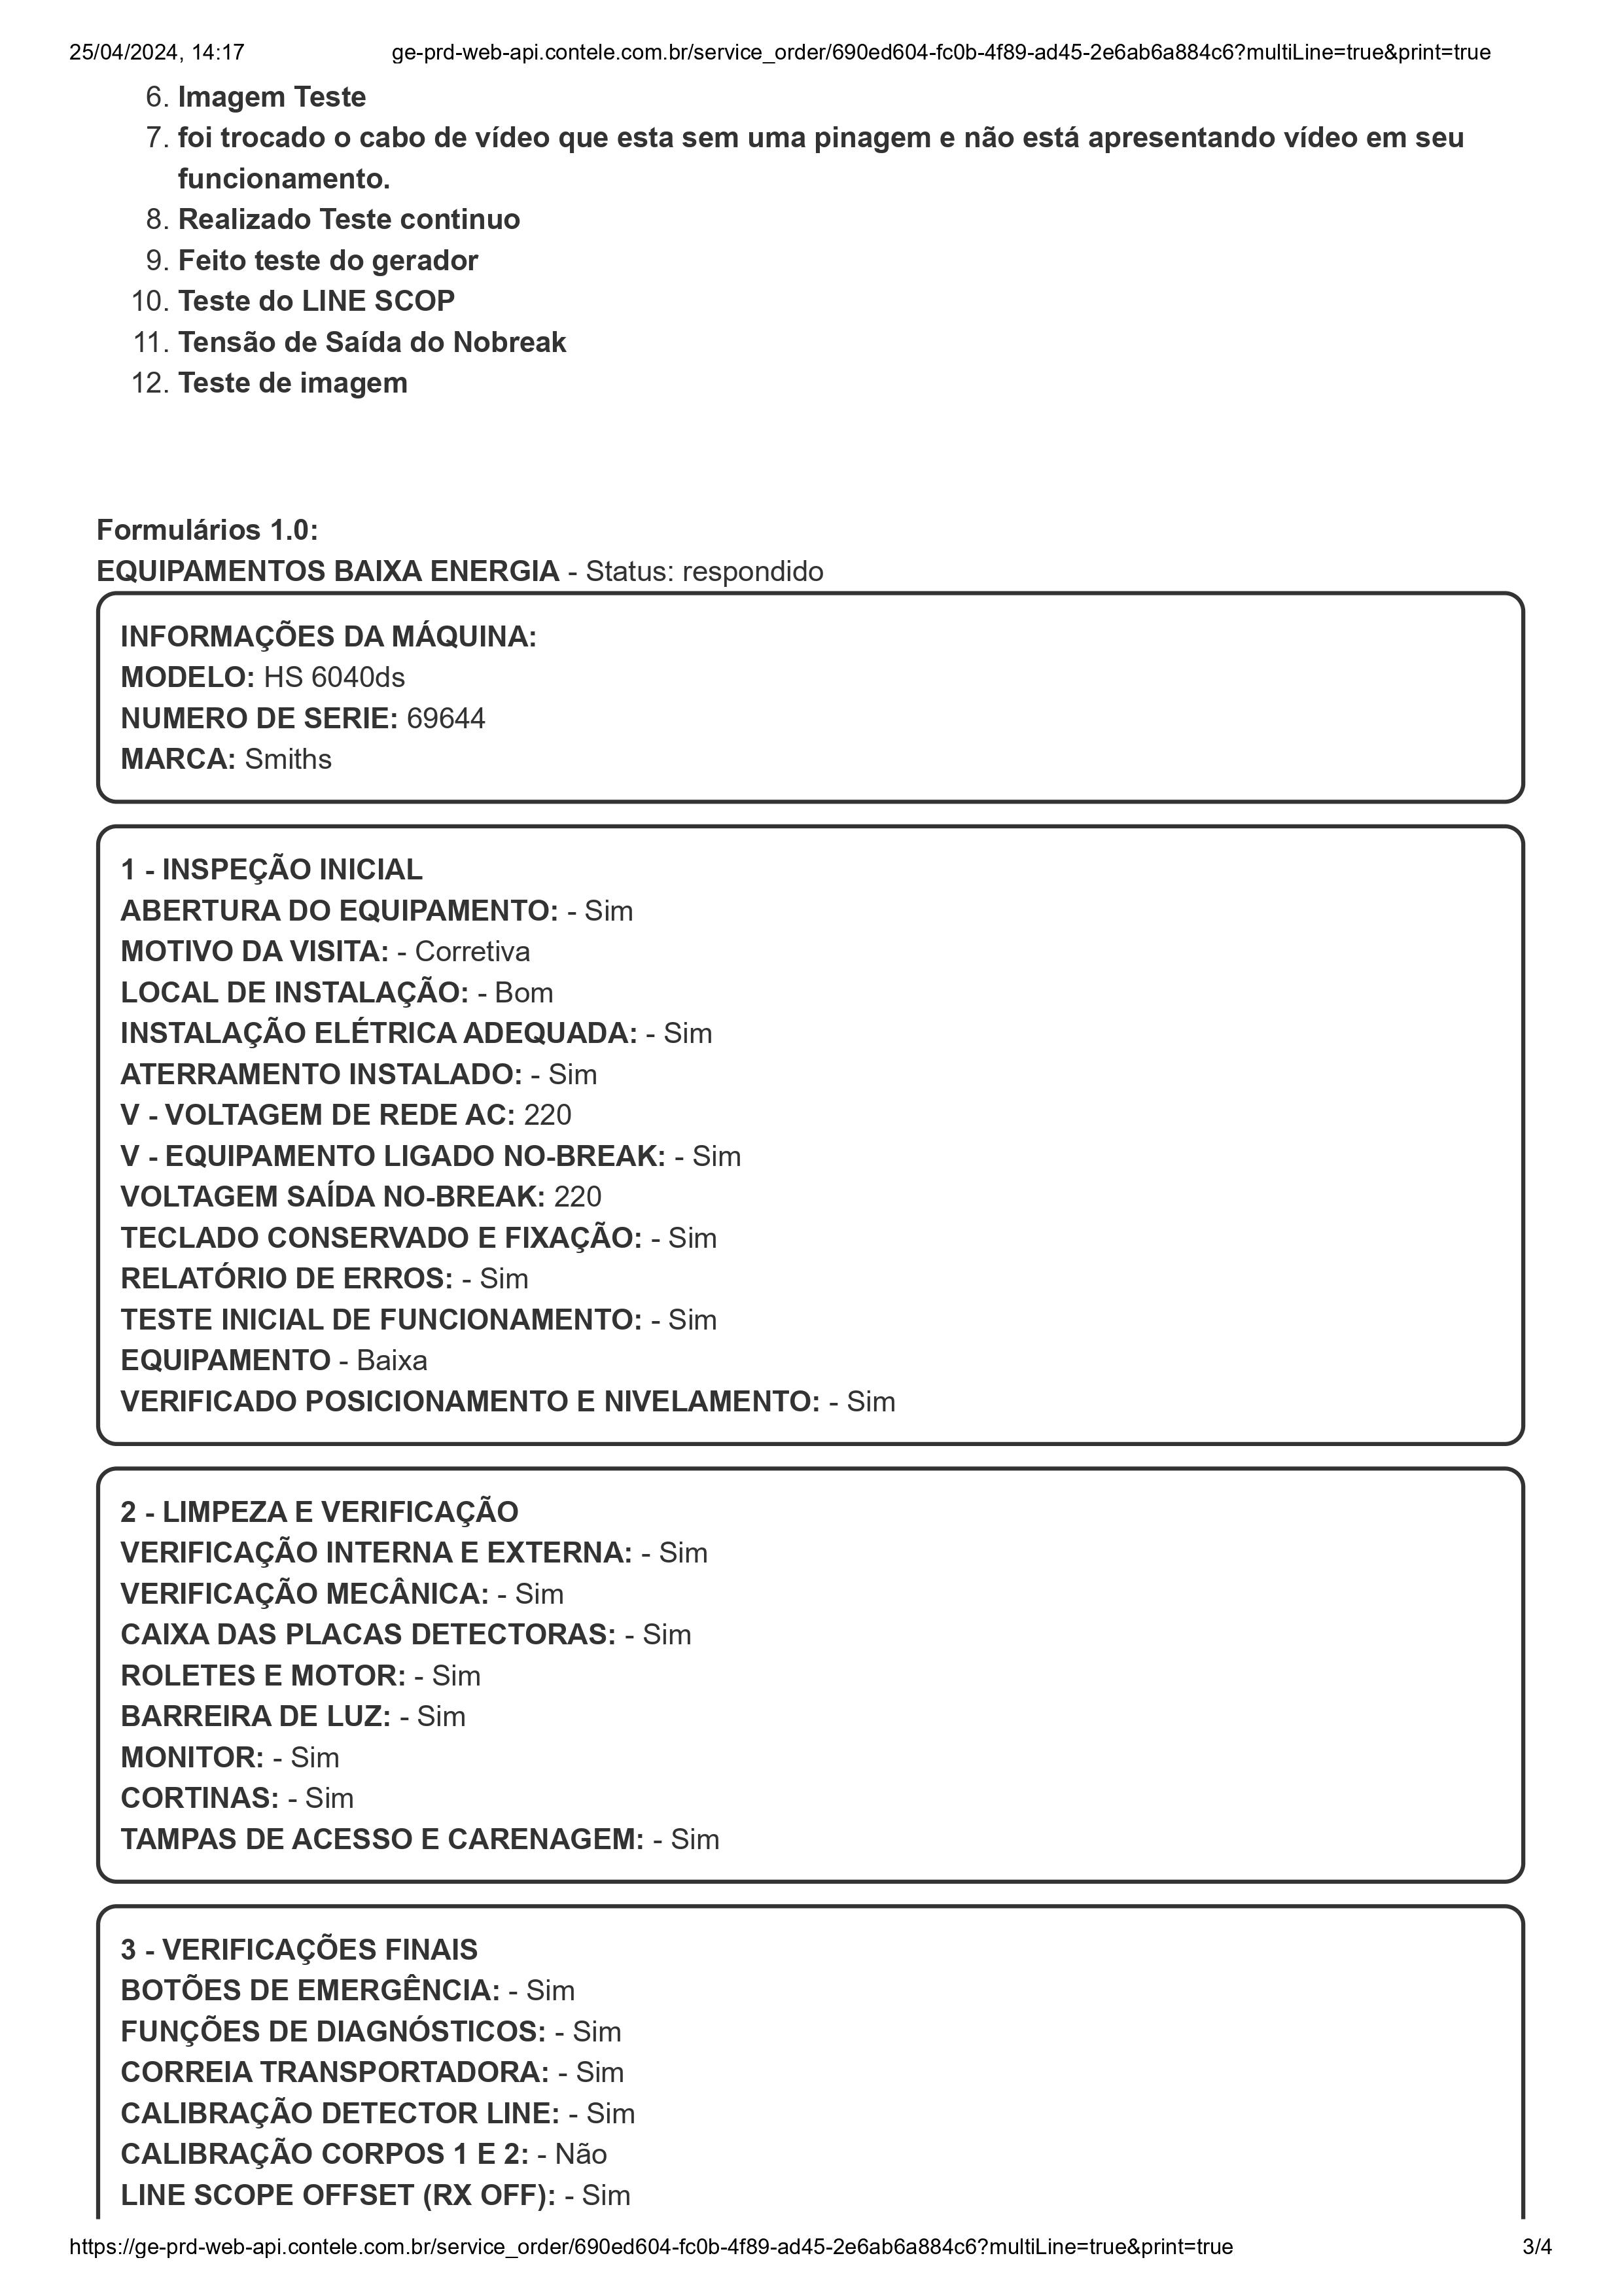 25/04/2024, 14:17 ge-prd-web-api.contele.com.br/service_order/690ed604-fc0b-4f89-ad45-2e6ab6a884c6?multiLine=true&print=true
6. Imagem Teste
7. foi trocado o cabo de vídeo que esta sem uma pinagem e não está apresentando vídeo em seu
funcionamento.
8. Realizado Teste continuo
9. Feito teste do gerador
10. Teste do LINE SCOP
11. Tensão de Saída do Nobreak
12. Teste de imagem
Formulários 1.0:
EQUIPAMENTOS BAIXA ENERGIA - Status: respondido
INFORMAÇÕES DA MÁQUINA:
MODELO: HS 6040ds
NUMERO DE SERIE: 69644
MARCA: Smiths
1 - INSPEÇÃO INICIAL
ABERTURA DO EQUIPAMENTO: - Sim
MOTIVO DA VISITA: - Corretiva
LOCAL DE INSTALAÇÃO: - Bom
INSTALAÇÃO ELÉTRICA ADEQUADA: - Sim
ATERRAMENTO INSTALADO: - Sim
V - VOLTAGEM DE REDE AC: 220
V - EQUIPAMENTO LIGADO NO-BREAK: - Sim
VOLTAGEM SAÍDA NO-BREAK: 220
TECLADO CONSERVADO E FIXAÇÃO: - Sim
RELATÓRIO DE ERROS: - Sim
TESTE INICIAL DE FUNCIONAMENTO: - Sim
EQUIPAMENTO - Baixa
VERIFICADO POSICIONAMENTO E NIVELAMENTO: - Sim
2 - LIMPEZA E VERIFICAÇÃO
VERIFICAÇÃO INTERNA E EXTERNA: - Sim
VERIFICAÇÃO MECÂNICA: - Sim
CAIXA DAS PLACAS DETECTORAS: - Sim
ROLETES E MOTOR: - Sim
BARREIRA DE LUZ: - Sim
MONITOR: - Sim
CORTINAS: - Sim
TAMPAS DE ACESSO E CARENAGEM: - Sim
3 - VERIFICAÇÕES FINAIS
BOTÕES DE EMERGÊNCIA: - Sim
FUNÇÕES DE DIAGNÓSTICOS: - Sim
CORREIA TRANSPORTADORA: - Sim
CALIBRAÇÃO DETECTOR LINE: - Sim
CALIBRAÇÃO CORPOS 1 E 2: - Não
LINE SCOPE OFFSET (RX OFF): - Sim
https://ge-prd-web-api.contele.com.br/service_order/690ed604-fc0b-4f89-ad45-2e6ab6a884c6?multiLine=true&print=true 3/4